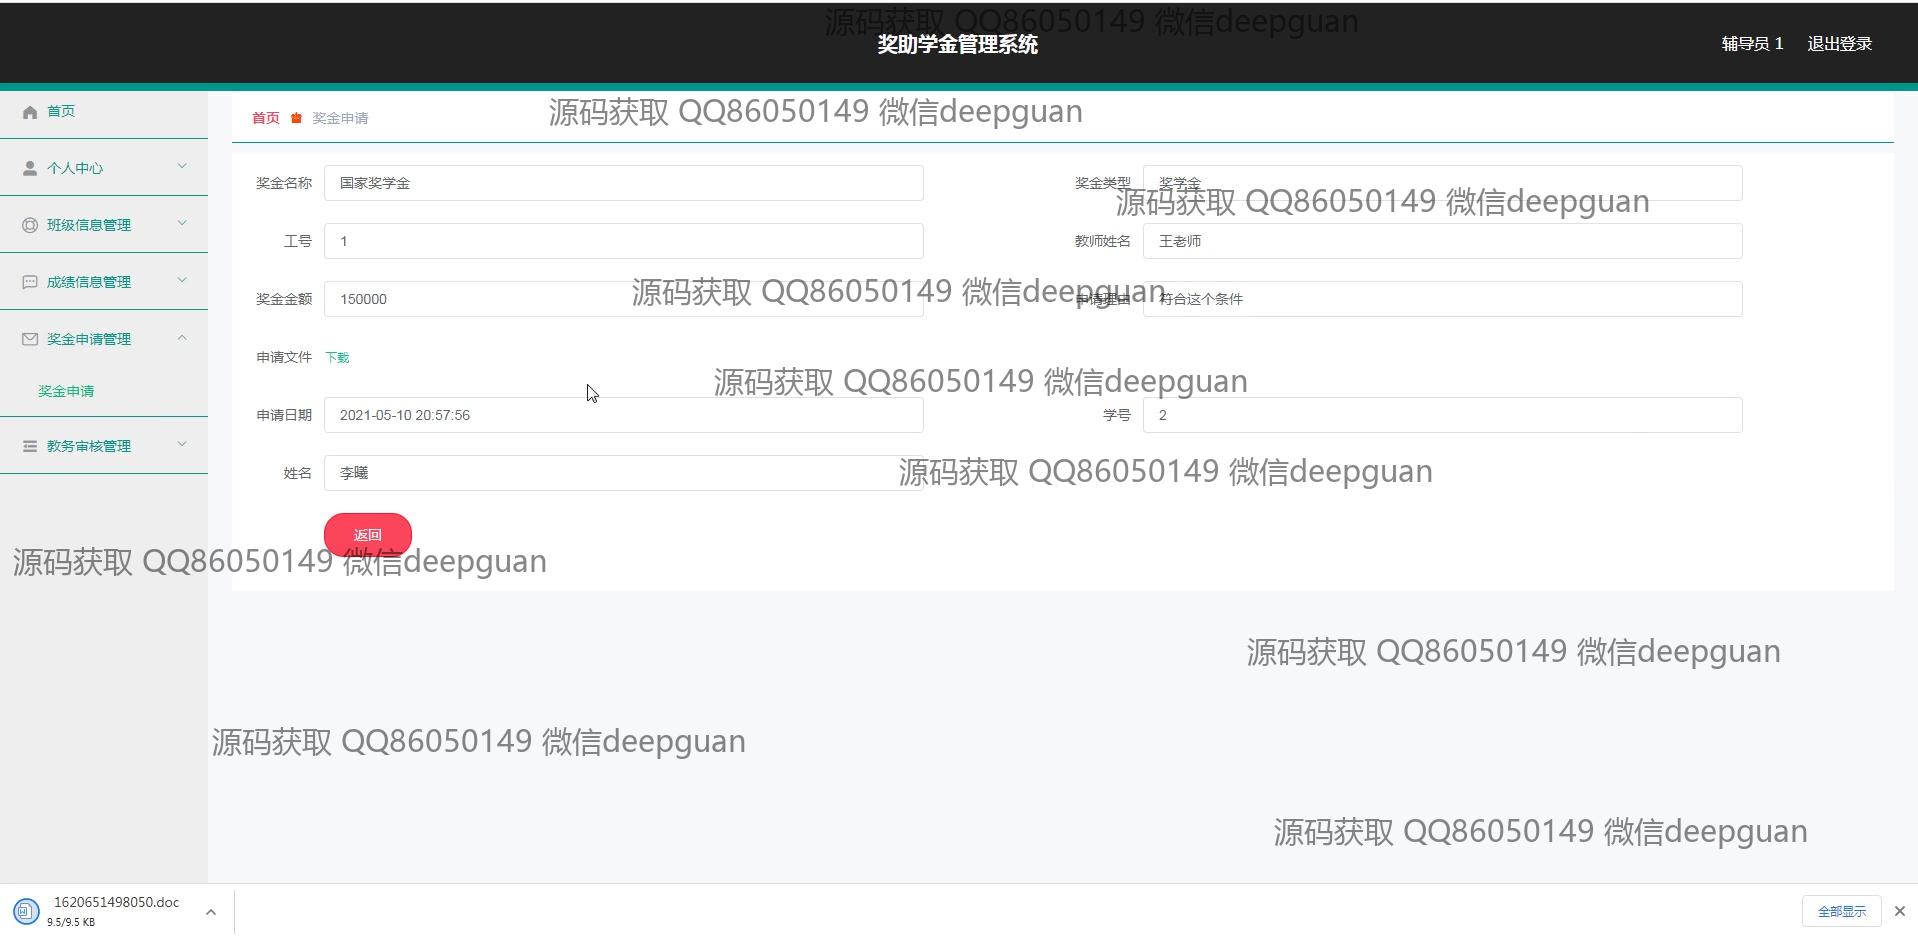 源码获取 QQ86050149 微信deepguan
奖助学金管理系统
辅导员 1 退出登录
首页
个人中心
班级信息管理
成绩信息管理
奖金申请管理
奖金申请
教务审核管理
首页 奖金申请
源码获取 QQ86050149 微信deepguan
奖金名称 国家奖学金 奖金类型 奖学金
源码获取 QQ86050149 微信deepguan
工号 1 教师姓名 王老师
源码获取 QQ86050149 微信deepguan
奖金金额 150000 申请理由 符合这个条件
申请文件 下载
源码获取 QQ86050149 微信deepguan
申请日期 2021-05-10 20:57:56 学号 2
姓名 李曦
源码获取 QQ86050149 微信deepguan
返回
源码获取 QQ86050149 微信deepguan
源码获取 QQ86050149 微信deepguan
源码获取 QQ86050149 微信deepguan
源码获取 QQ86050149 微信deepguan
1620651498050.doc
9.5/9.5 KB
全部显示